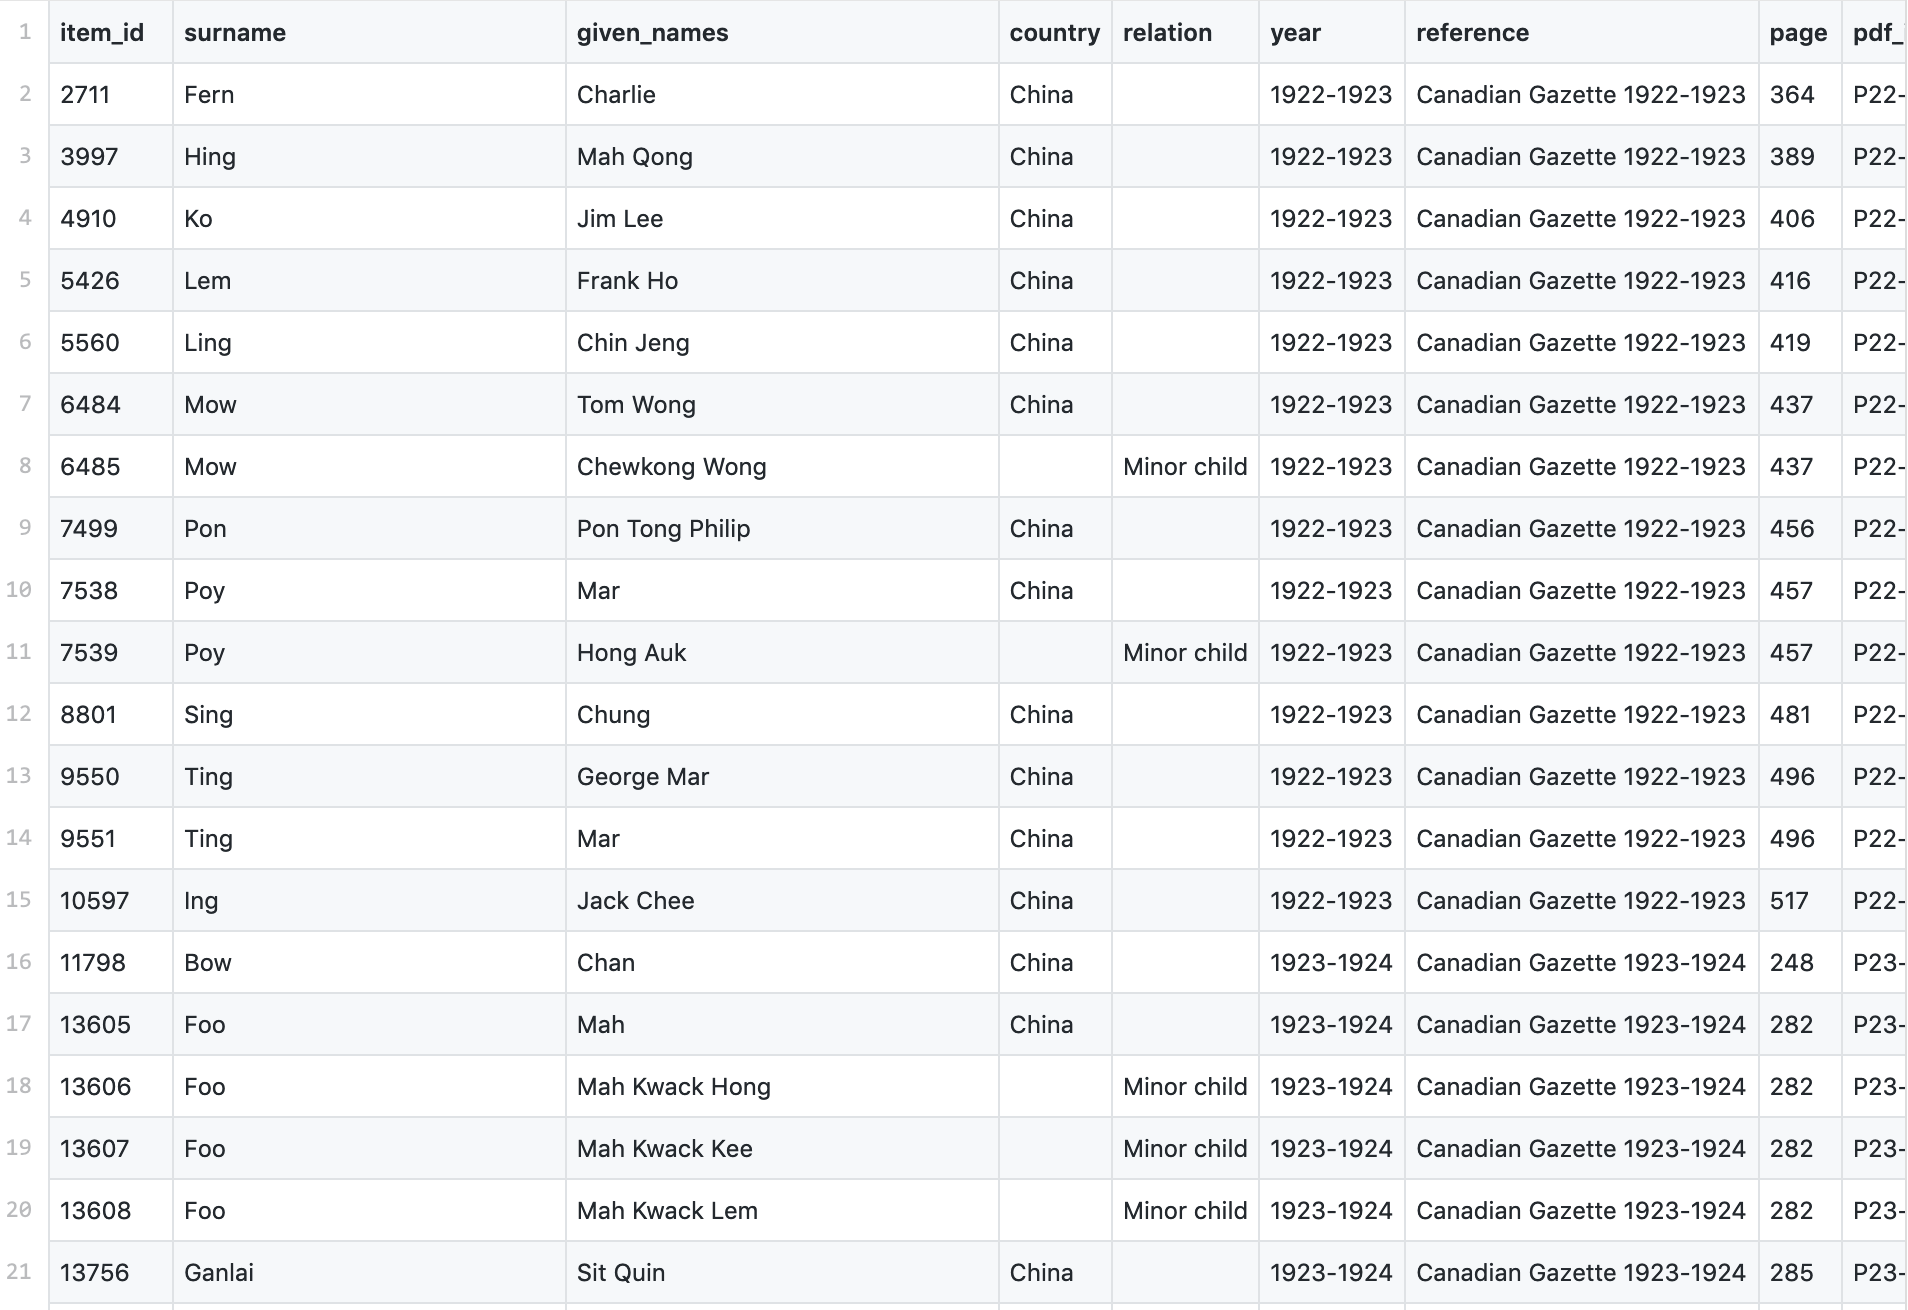 1 item_id surname given_names country relation year reference page pdf_
2 2711 Fern Charlie China 1922-1923 Canadian Gazette 1922-1923 364 P22-
3 3997 Hing Mah Qong China 1922-1923 Canadian Gazette 1922-1923 389 P22-
4 4910 Ko Jim Lee China 1922-1923 Canadian Gazette 1922-1923 406 P22-
5 5426 Lem Frank Ho China 1922-1923 Canadian Gazette 1922-1923 416 P22-
6 5560 Ling Chin Jeng China 1922-1923 Canadian Gazette 1922-1923 419 P22-
7 6484 Mow Tom Wong China 1922-1923 Canadian Gazette 1922-1923 437 P22-
8 6485 Mow Chewkong Wong Minor child 1922-1923 Canadian Gazette 1922-1923 437 P22-
9 7499 Pon Pon Tong Philip China 1922-1923 Canadian Gazette 1922-1923 456 P22-
10 7538 Poy Mar China 1922-1923 Canadian Gazette 1922-1923 457 P22-
11 7539 Poy Hong Auk Minor child 1922-1923 Canadian Gazette 1922-1923 457 P22-
12 8801 Sing Chung China 1922-1923 Canadian Gazette 1922-1923 481 P22-
13 9550 Ting George Mar China 1922-1923 Canadian Gazette 1922-1923 496 P22-
14 9551 Ting Mar China 1922-1923 Canadian Gazette 1922-1923 496 P22-
15 10597 Ing Jack Chee China 1922-1923 Canadian Gazette 1922-1923 517 P22-
16 11798 Bow Chan China 1923-1924 Canadian Gazette 1923-1924 248 P23-
17 13605 Foo Mah China 1923-1924 Canadian Gazette 1923-1924 282 P23-
18 13606 Foo Mah Kwack Hong Minor child 1923-1924 Canadian Gazette 1923-1924 282 P23-
19 13607 Foo Mah Kwack Kee Minor child 1923-1924 Canadian Gazette 1923-1924 282 P23-
20 13608 Foo Mah Kwack Lem Minor child 1923-1924 Canadian Gazette 1923-1924 282 P23-
21 13756 Ganlai Sit Quin China 1923-1924 Canadian Gazette 1923-1924 285 P23-